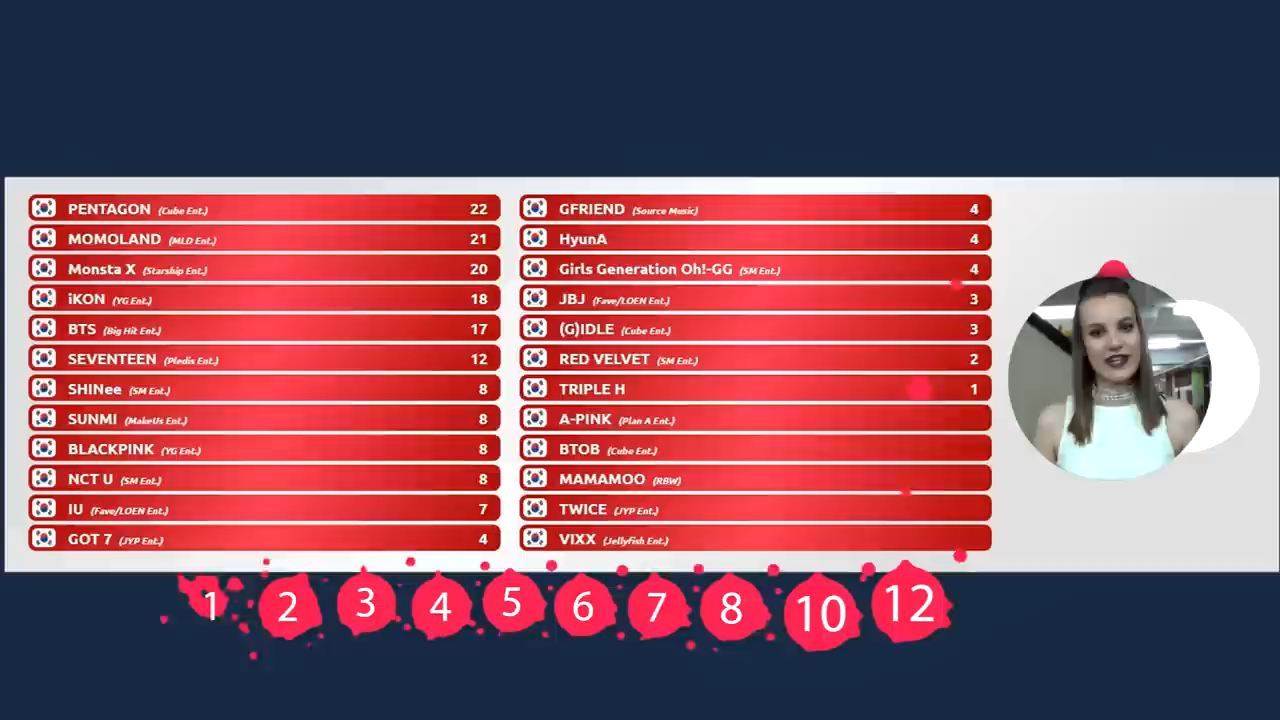 PENTAGON (Cube Ent.) 22
MOMOLAND (MLD Ent.) 21
Monsta X (Starship Ent.) 20
iKON (YG Ent.) 18
BTS (Big Hit Ent.) 17
SEVENTEEN (Pledis Ent.) 12
SHINee (SM Ent.) 8
SUNMI (MakeUs Ent.) 8
BLACKPINK (YG Ent.) 8
NCT U (SM Ent.) 8
IU (Fave/LOEN Ent.) 7
GOT 7 (JYP Ent.) 4
GFRIEND (Source Music) 4
HyunA 4
Girls Generation Oh!-GG (SM Ent.) 4
JBJ (Fave/LOEN Ent.) 3
(G)IDLE (Cube Ent.) 3
RED VELVET (SM Ent.) 2
TRIPLE H 1
A-PINK (Plan A Ent.)
BTOB (Cube Ent.)
MAMAMOO (RBW)
TWICE (JYP Ent.)
VIXX (Jellyfish Ent.)
1 2 3 4 5 6 7 8 10 12